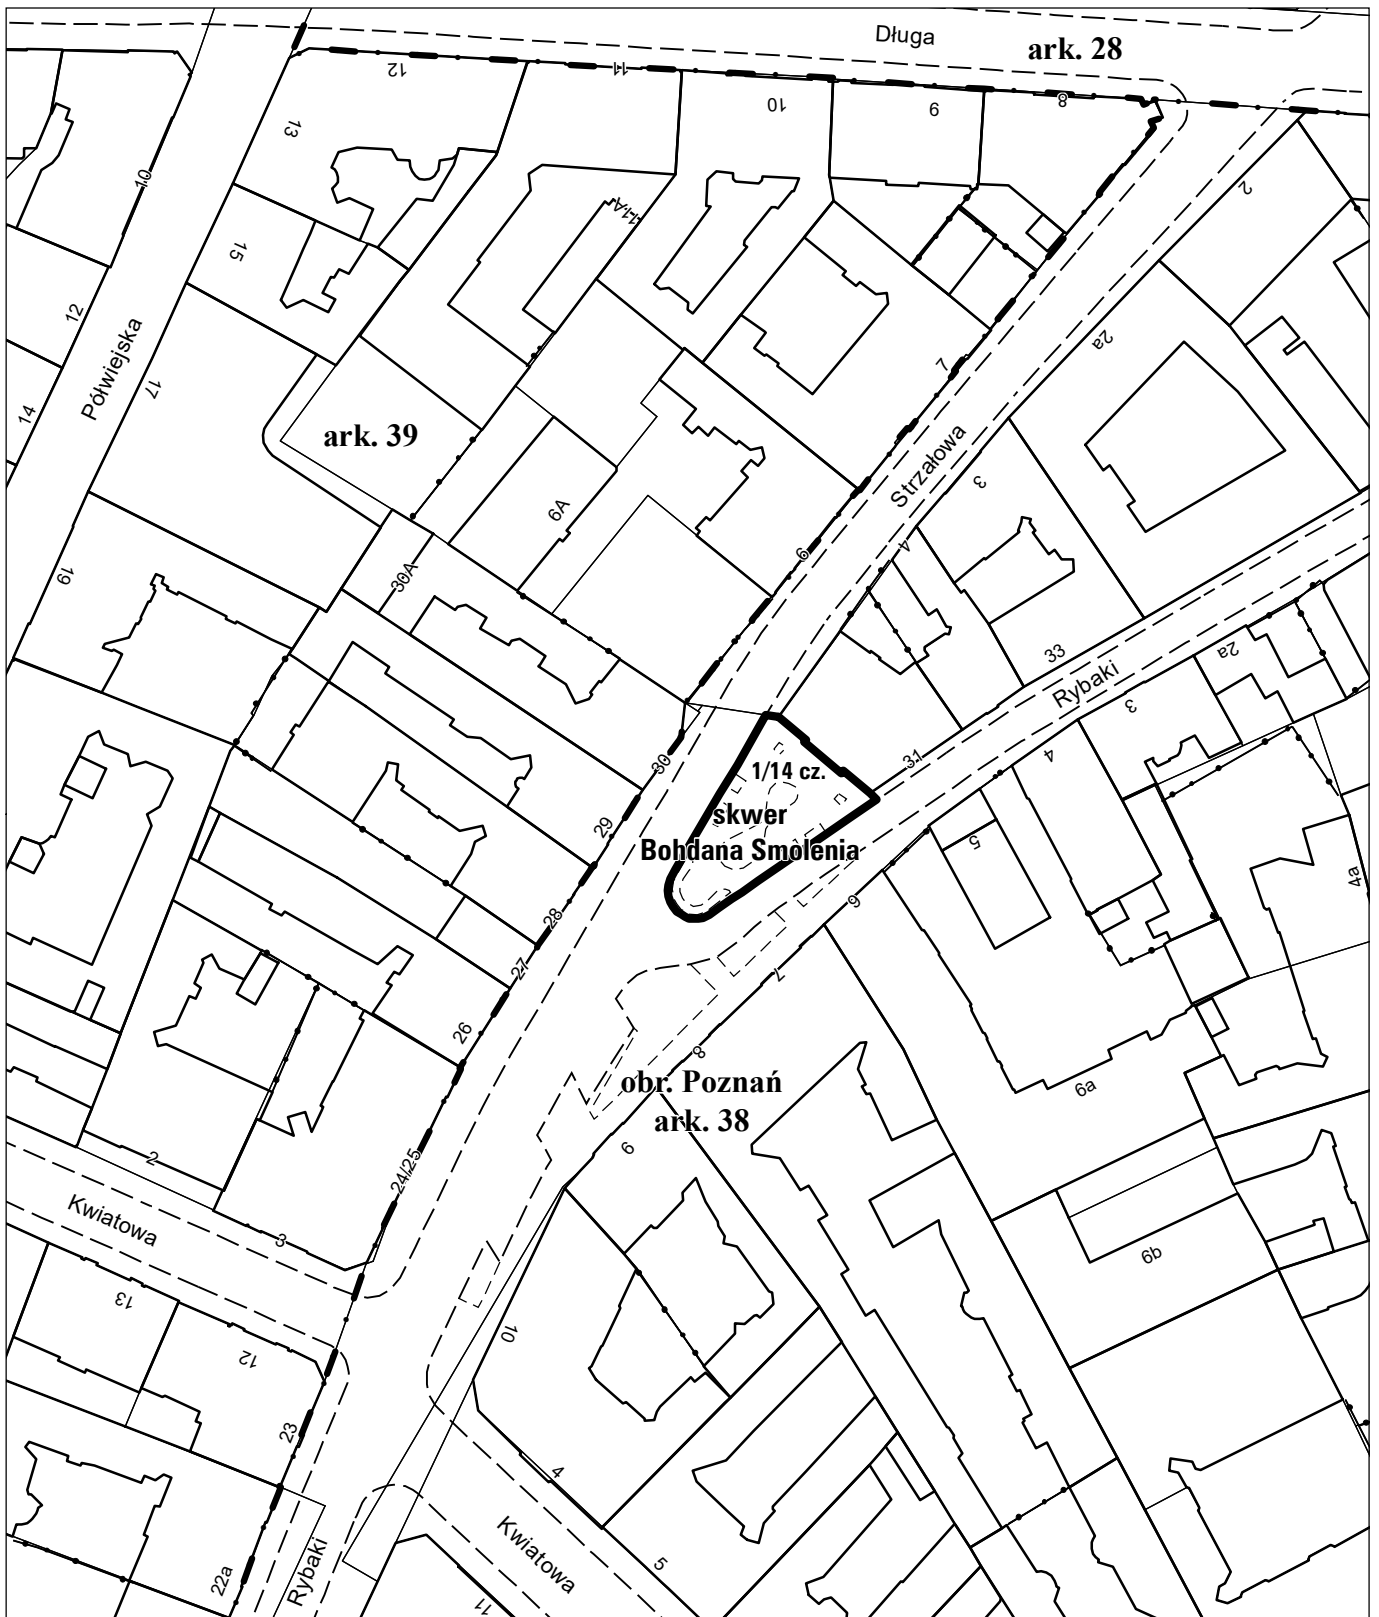 Długa
ark. 28
12
11
10
9
8
13
10
2
11A
15
12
Półwiejska
17
14
7
2a
ark. 39
Strzałowa
3
6A
4
6
19
30A
33
Rybaki
2a
3
4
31
30
1/14 cz.
skwer
Bohdana Smolenia
29
5
4a
6
28
27
7
26
8
obr. Poznań
ark. 38
6a
9
24/25
2
Kwiatowa
3
6b
13
12
10
23
4
Kwiatowa
5
22a
Rybaki
11